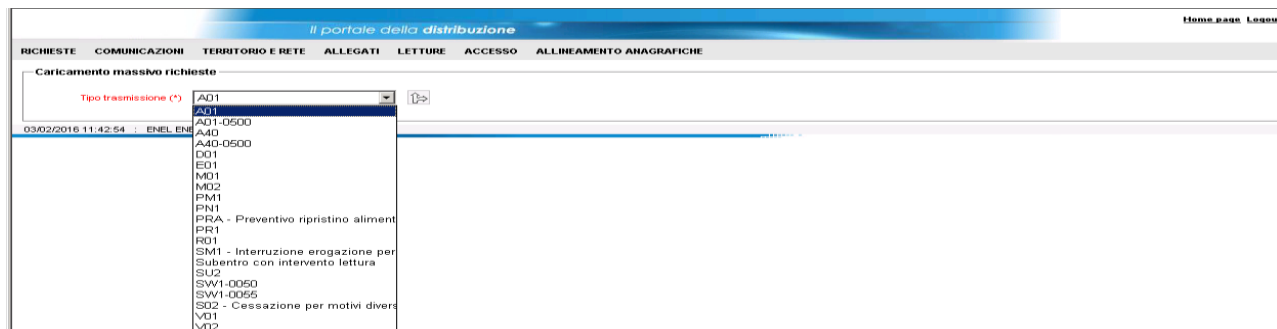 Home page Logou
Il portale della distribuzione
RICHIESTE COMUNICAZIONI TERRITORIO E RETE ALLEGATI LETTURE ACCESSO ALLINEAMENTO ANAGRAFICHE
Caricamento massivo richieste
Tipo trasmissione (*) A01
A01
A01-0500
03/02/2016 11:42:54 : ENEL ENE
A40
A40-0500
D01
E01
M01
M02
PM1
PN1
PRA - Preventivo ripristino aliment
PR1
R01
SM1 - Interruzione erogazione per
Subentro con intervento lettura
SU2
SW1-0050
SW1-0055
S02 - Cessazione per motivi divers
V01
V02